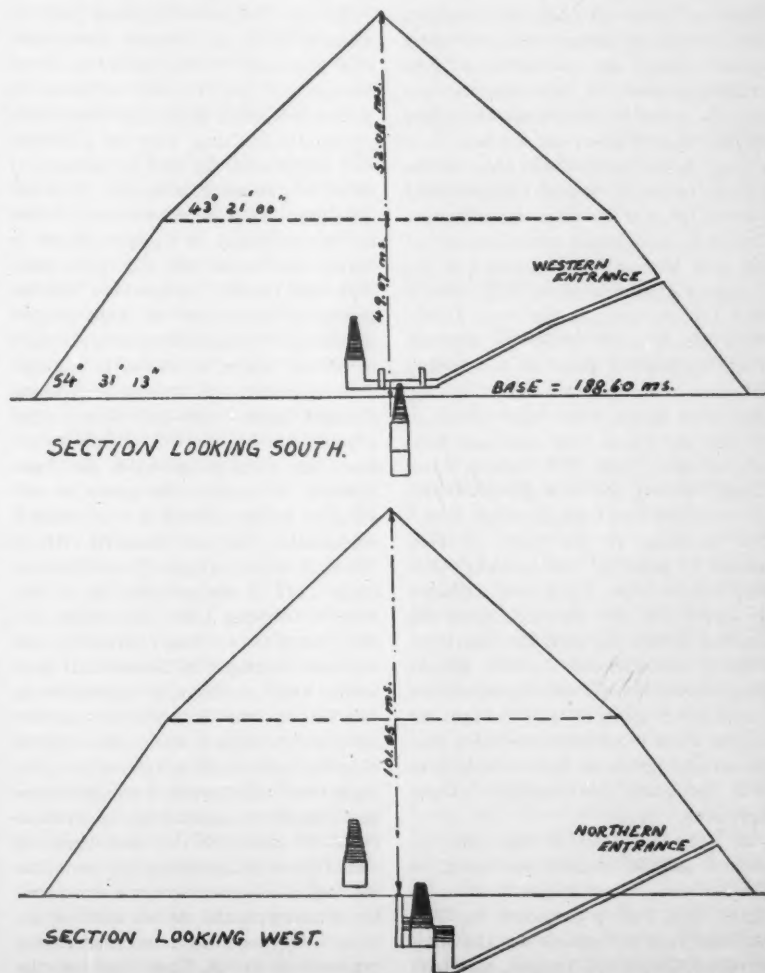 52.08 ms.
43° 21' 00"
49.07 ms.
WESTERN
ENTRANCE
54° 31' 13"
BASE = 188.60 ms.
SECTION LOOKING SOUTH.
101.85 ms.
NORTHERN
ENTRANCE
SECTION LOOKING WEST.